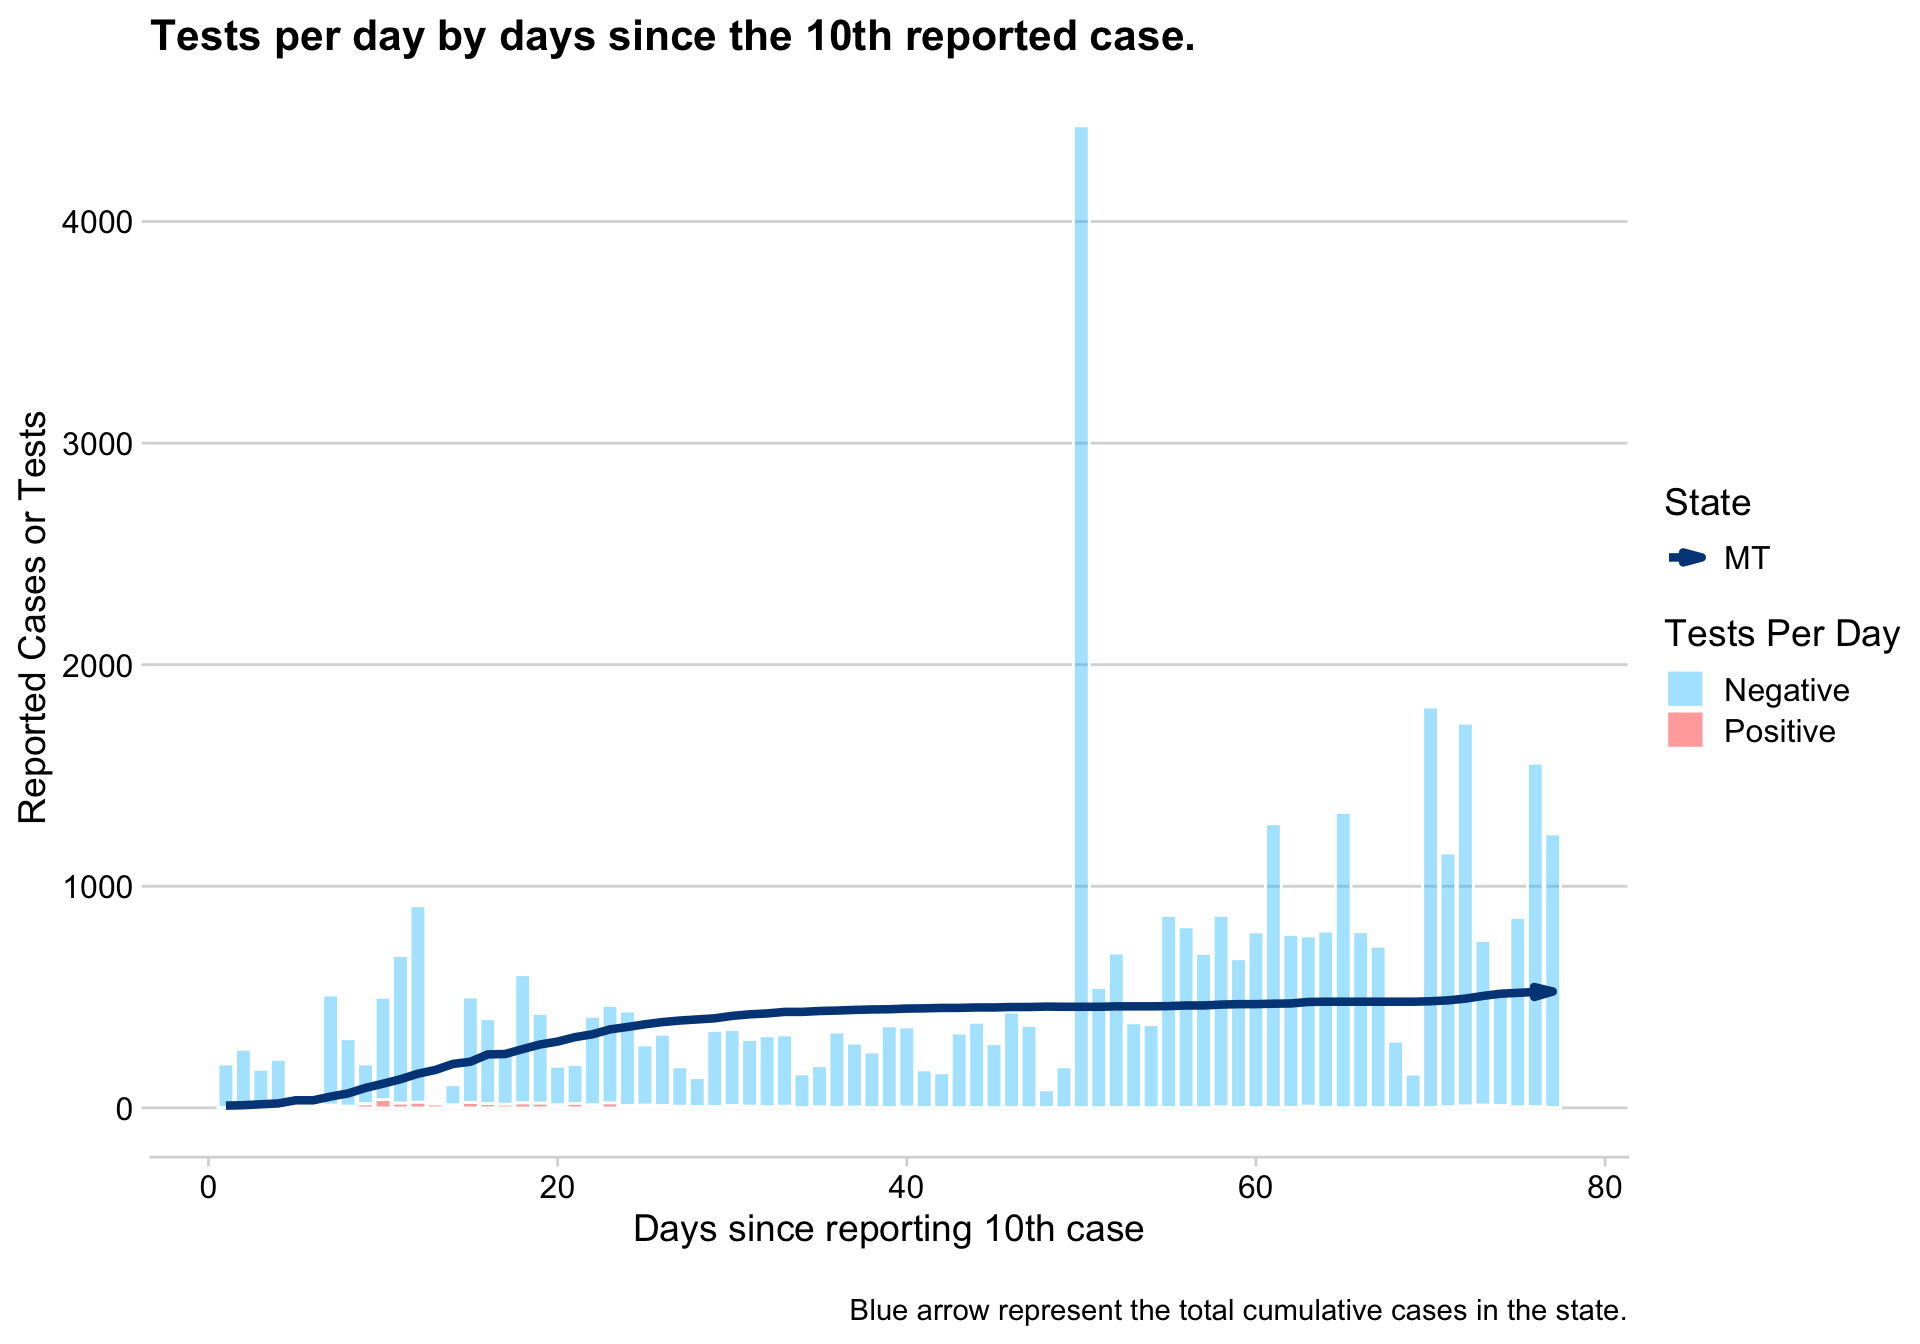 Tests per day by days since the 10th reported case.
Reported Cases or Tests
4000
3000
2000
1000
0
0 20 40 60 80
Days since reporting 10th case
State
MT
Tests Per Day
Negative
Positive
Blue arrow represent the total cumulative cases in the state.